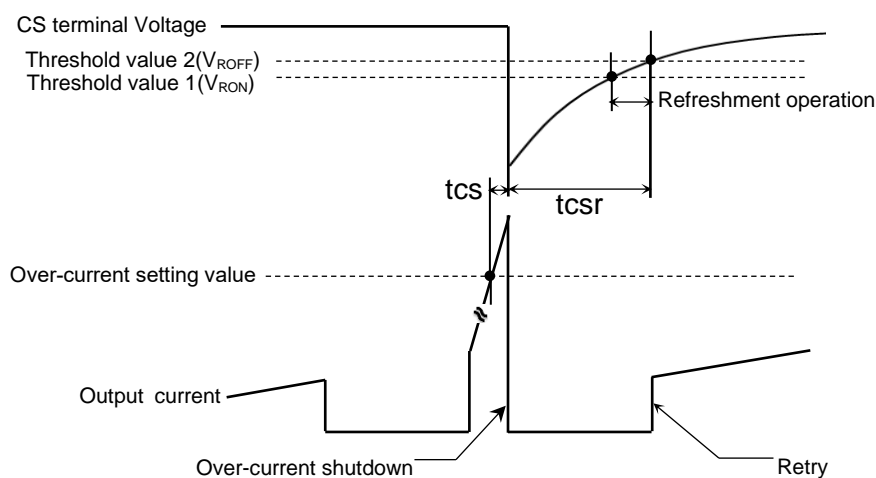 CS terminal Voltage
Threshold value 2(VROFF)
Threshold value 1(VRON)
Refreshment operation
tcs
tcsr
Over-current setting value
Output current
Over-current shutdown
Retry